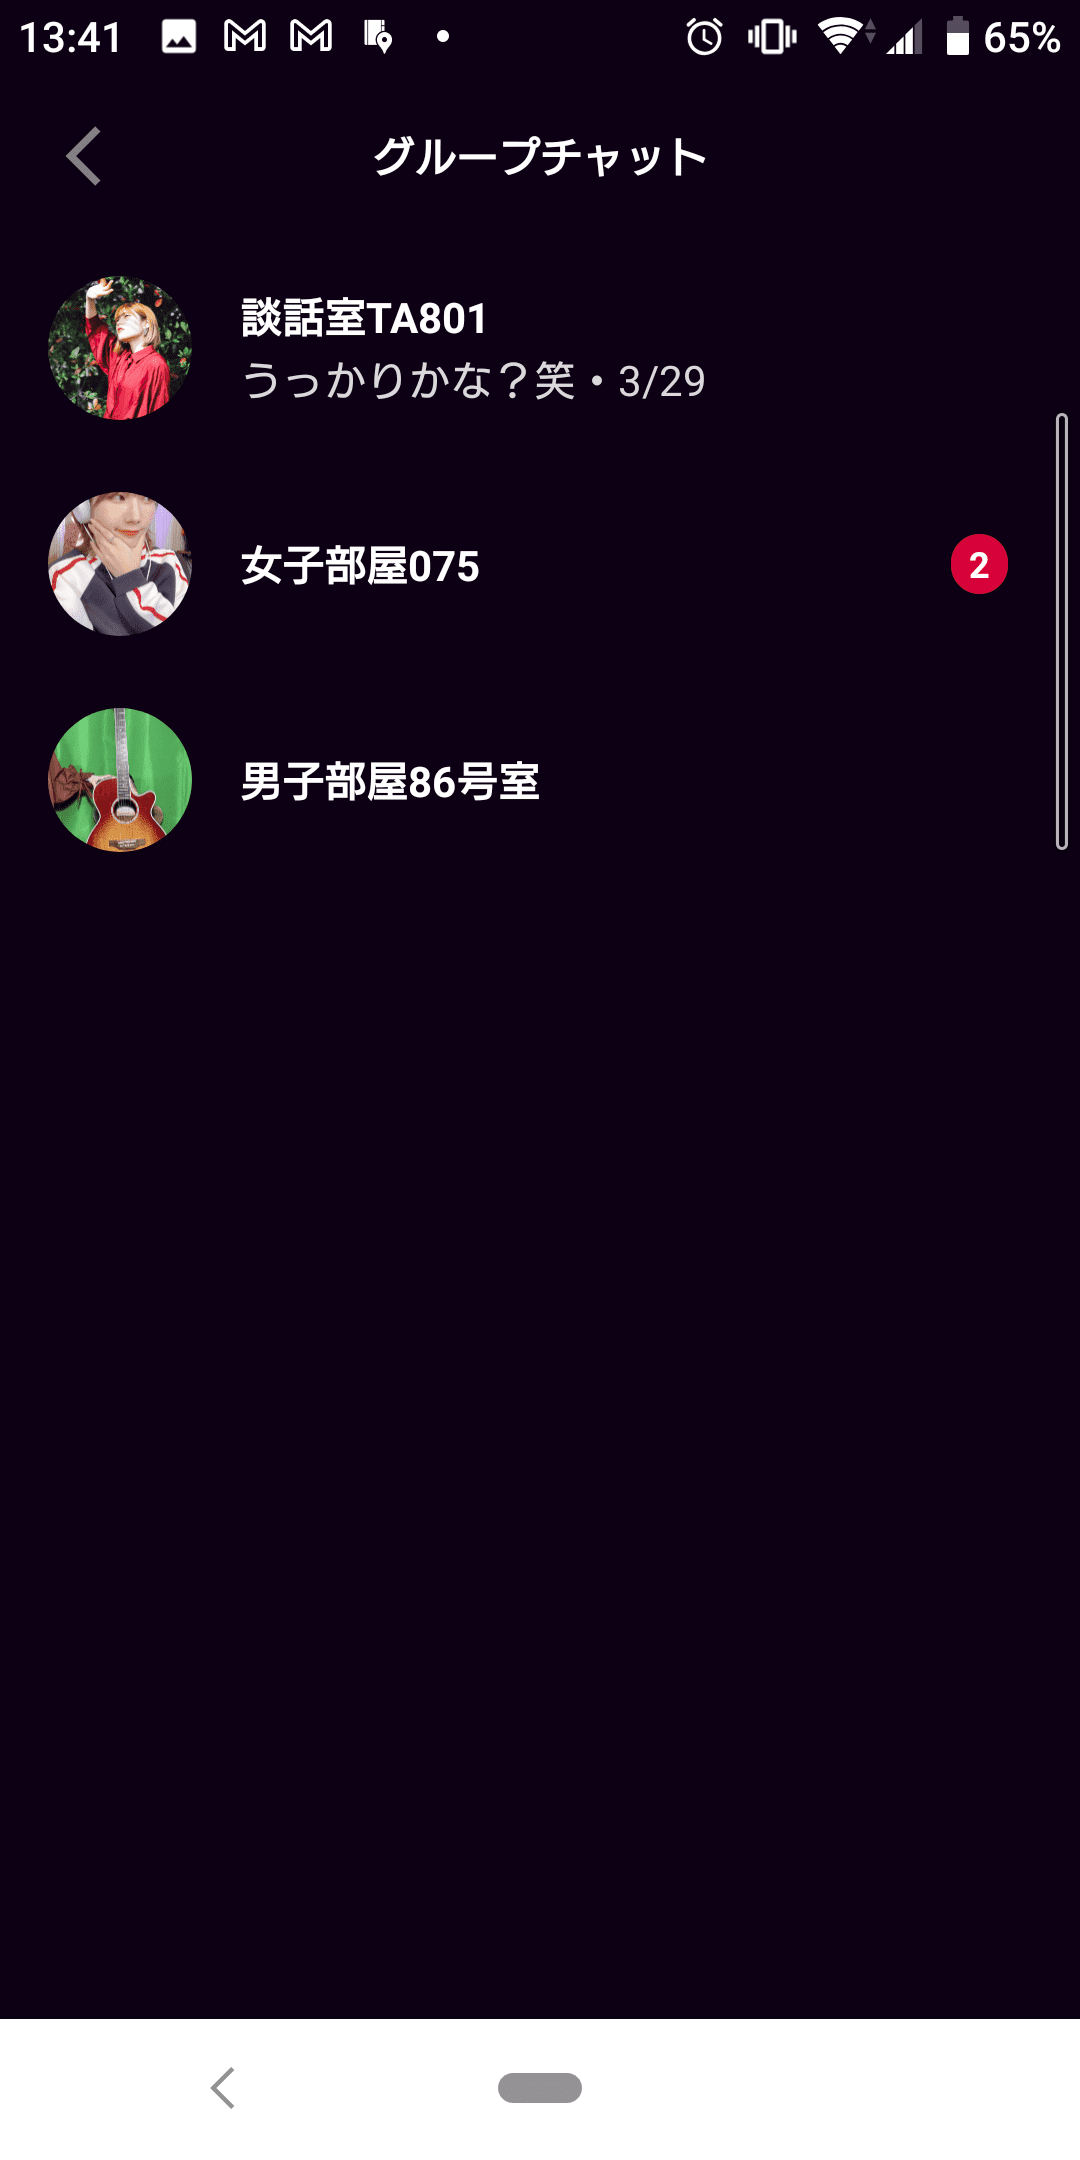 13:41
65%
グループチャット
談話室TA801
うっかりかな？笑・3/29
女子部屋075
2
男子部屋86号室